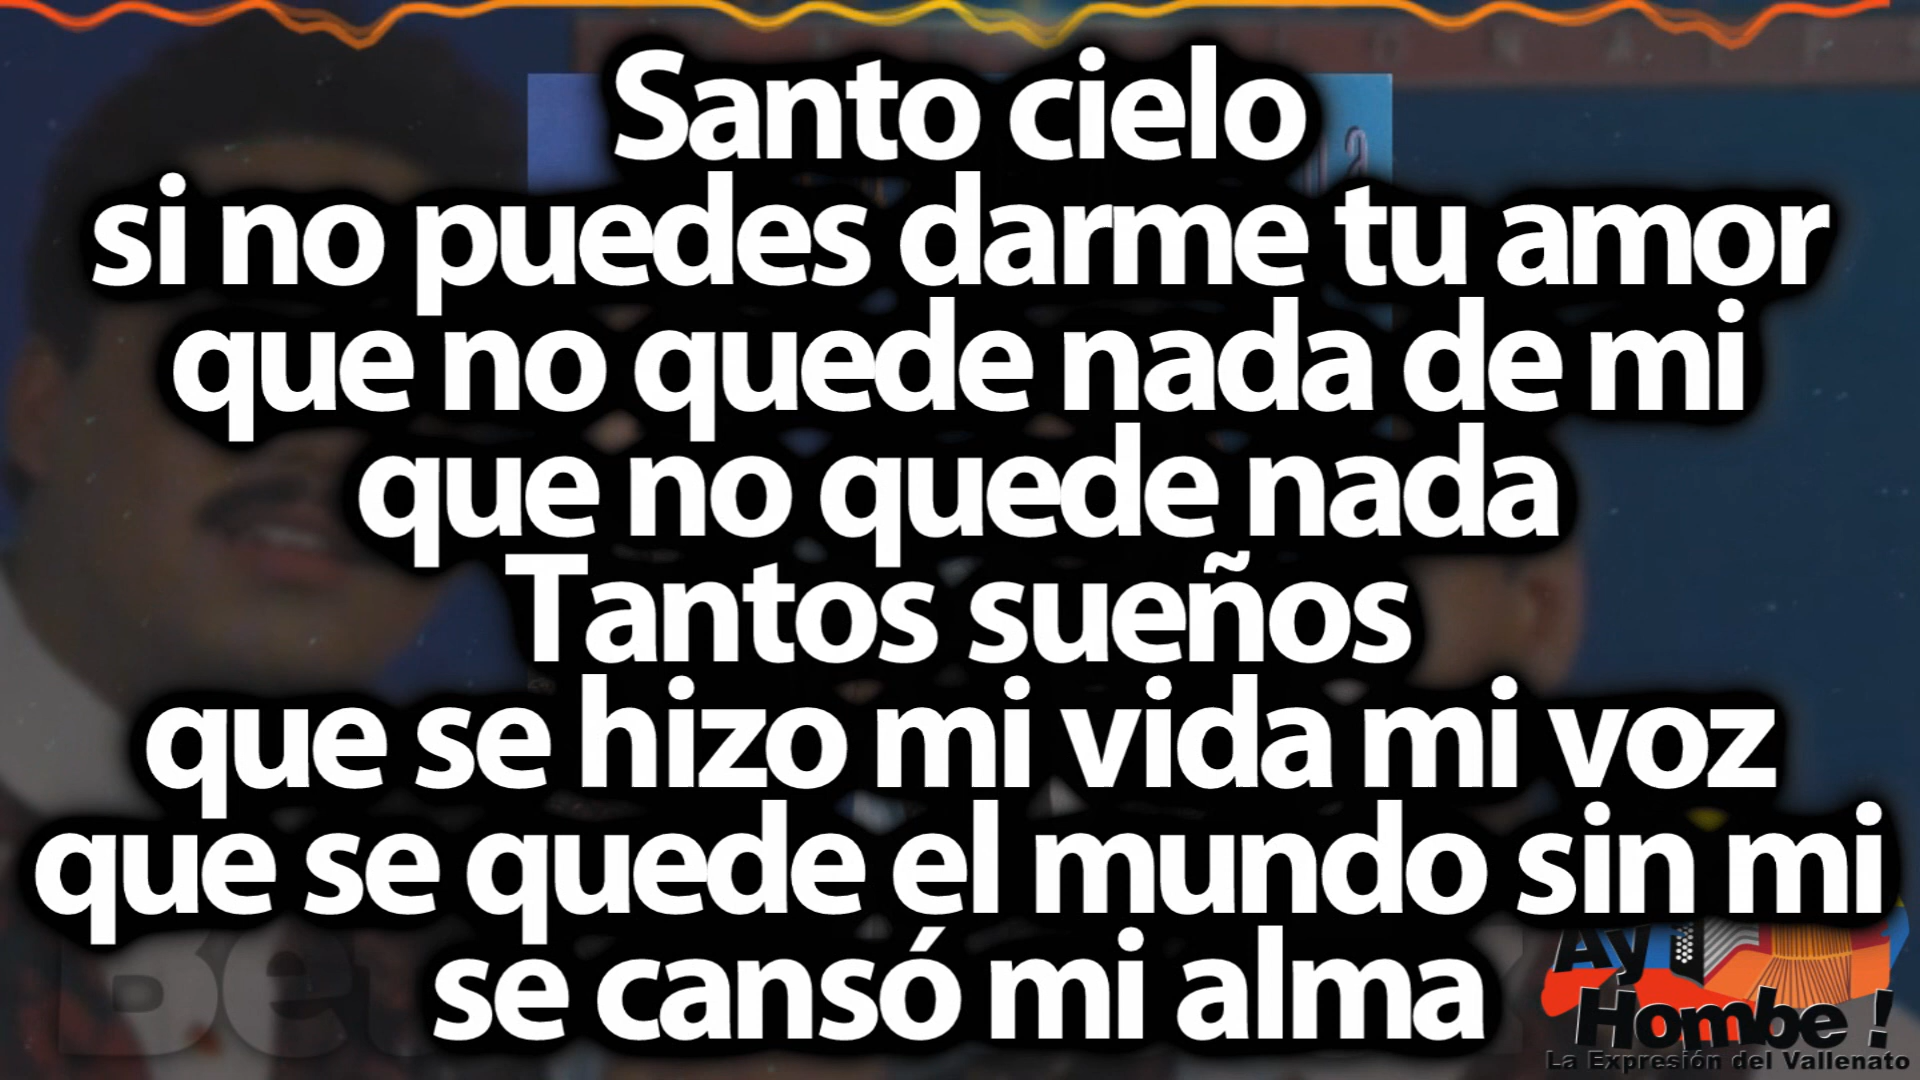 Santo cielo
si no puedes darme tu amor
que no quede nada de mi
que no quede nada
Tantos sueños
que se hizo mi vida mi voz
que se quede el mundo sin mi
se cansó mi alma
Ay
Hombe !
La Expresión del Vallenato